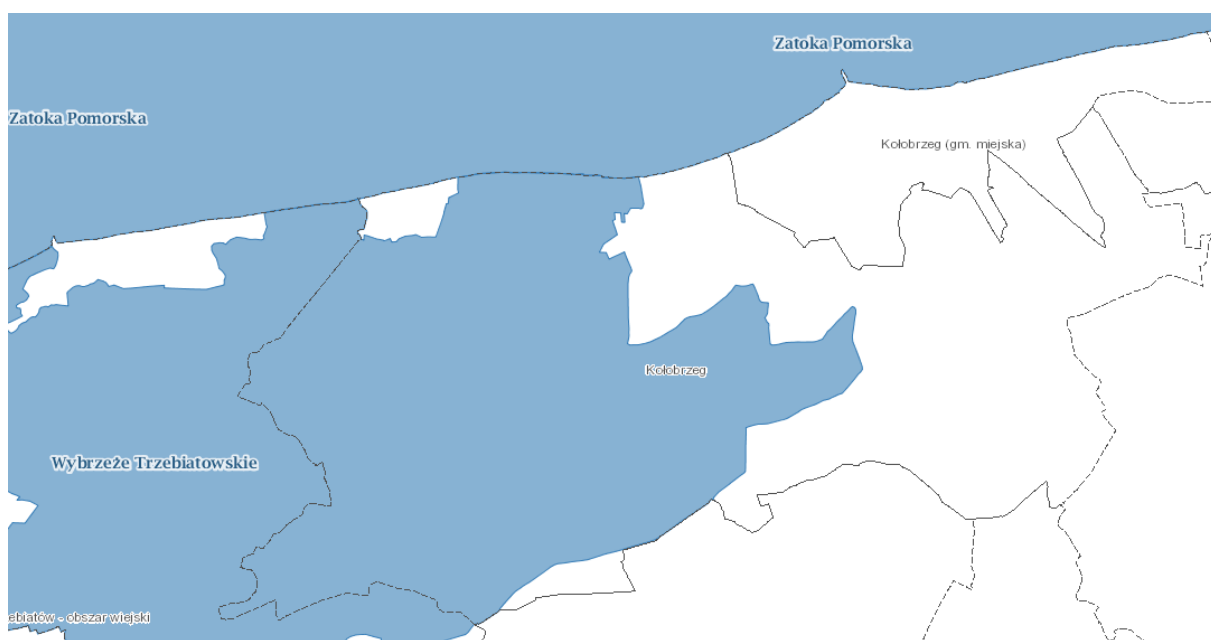 Zatoka Pomorska
Zatoka Pomorska
Kołobrzeg (gm. miejska)
Kołobrzeg
Wybrzeże Trzebiatowskie
ebiatów - obszar wiejski